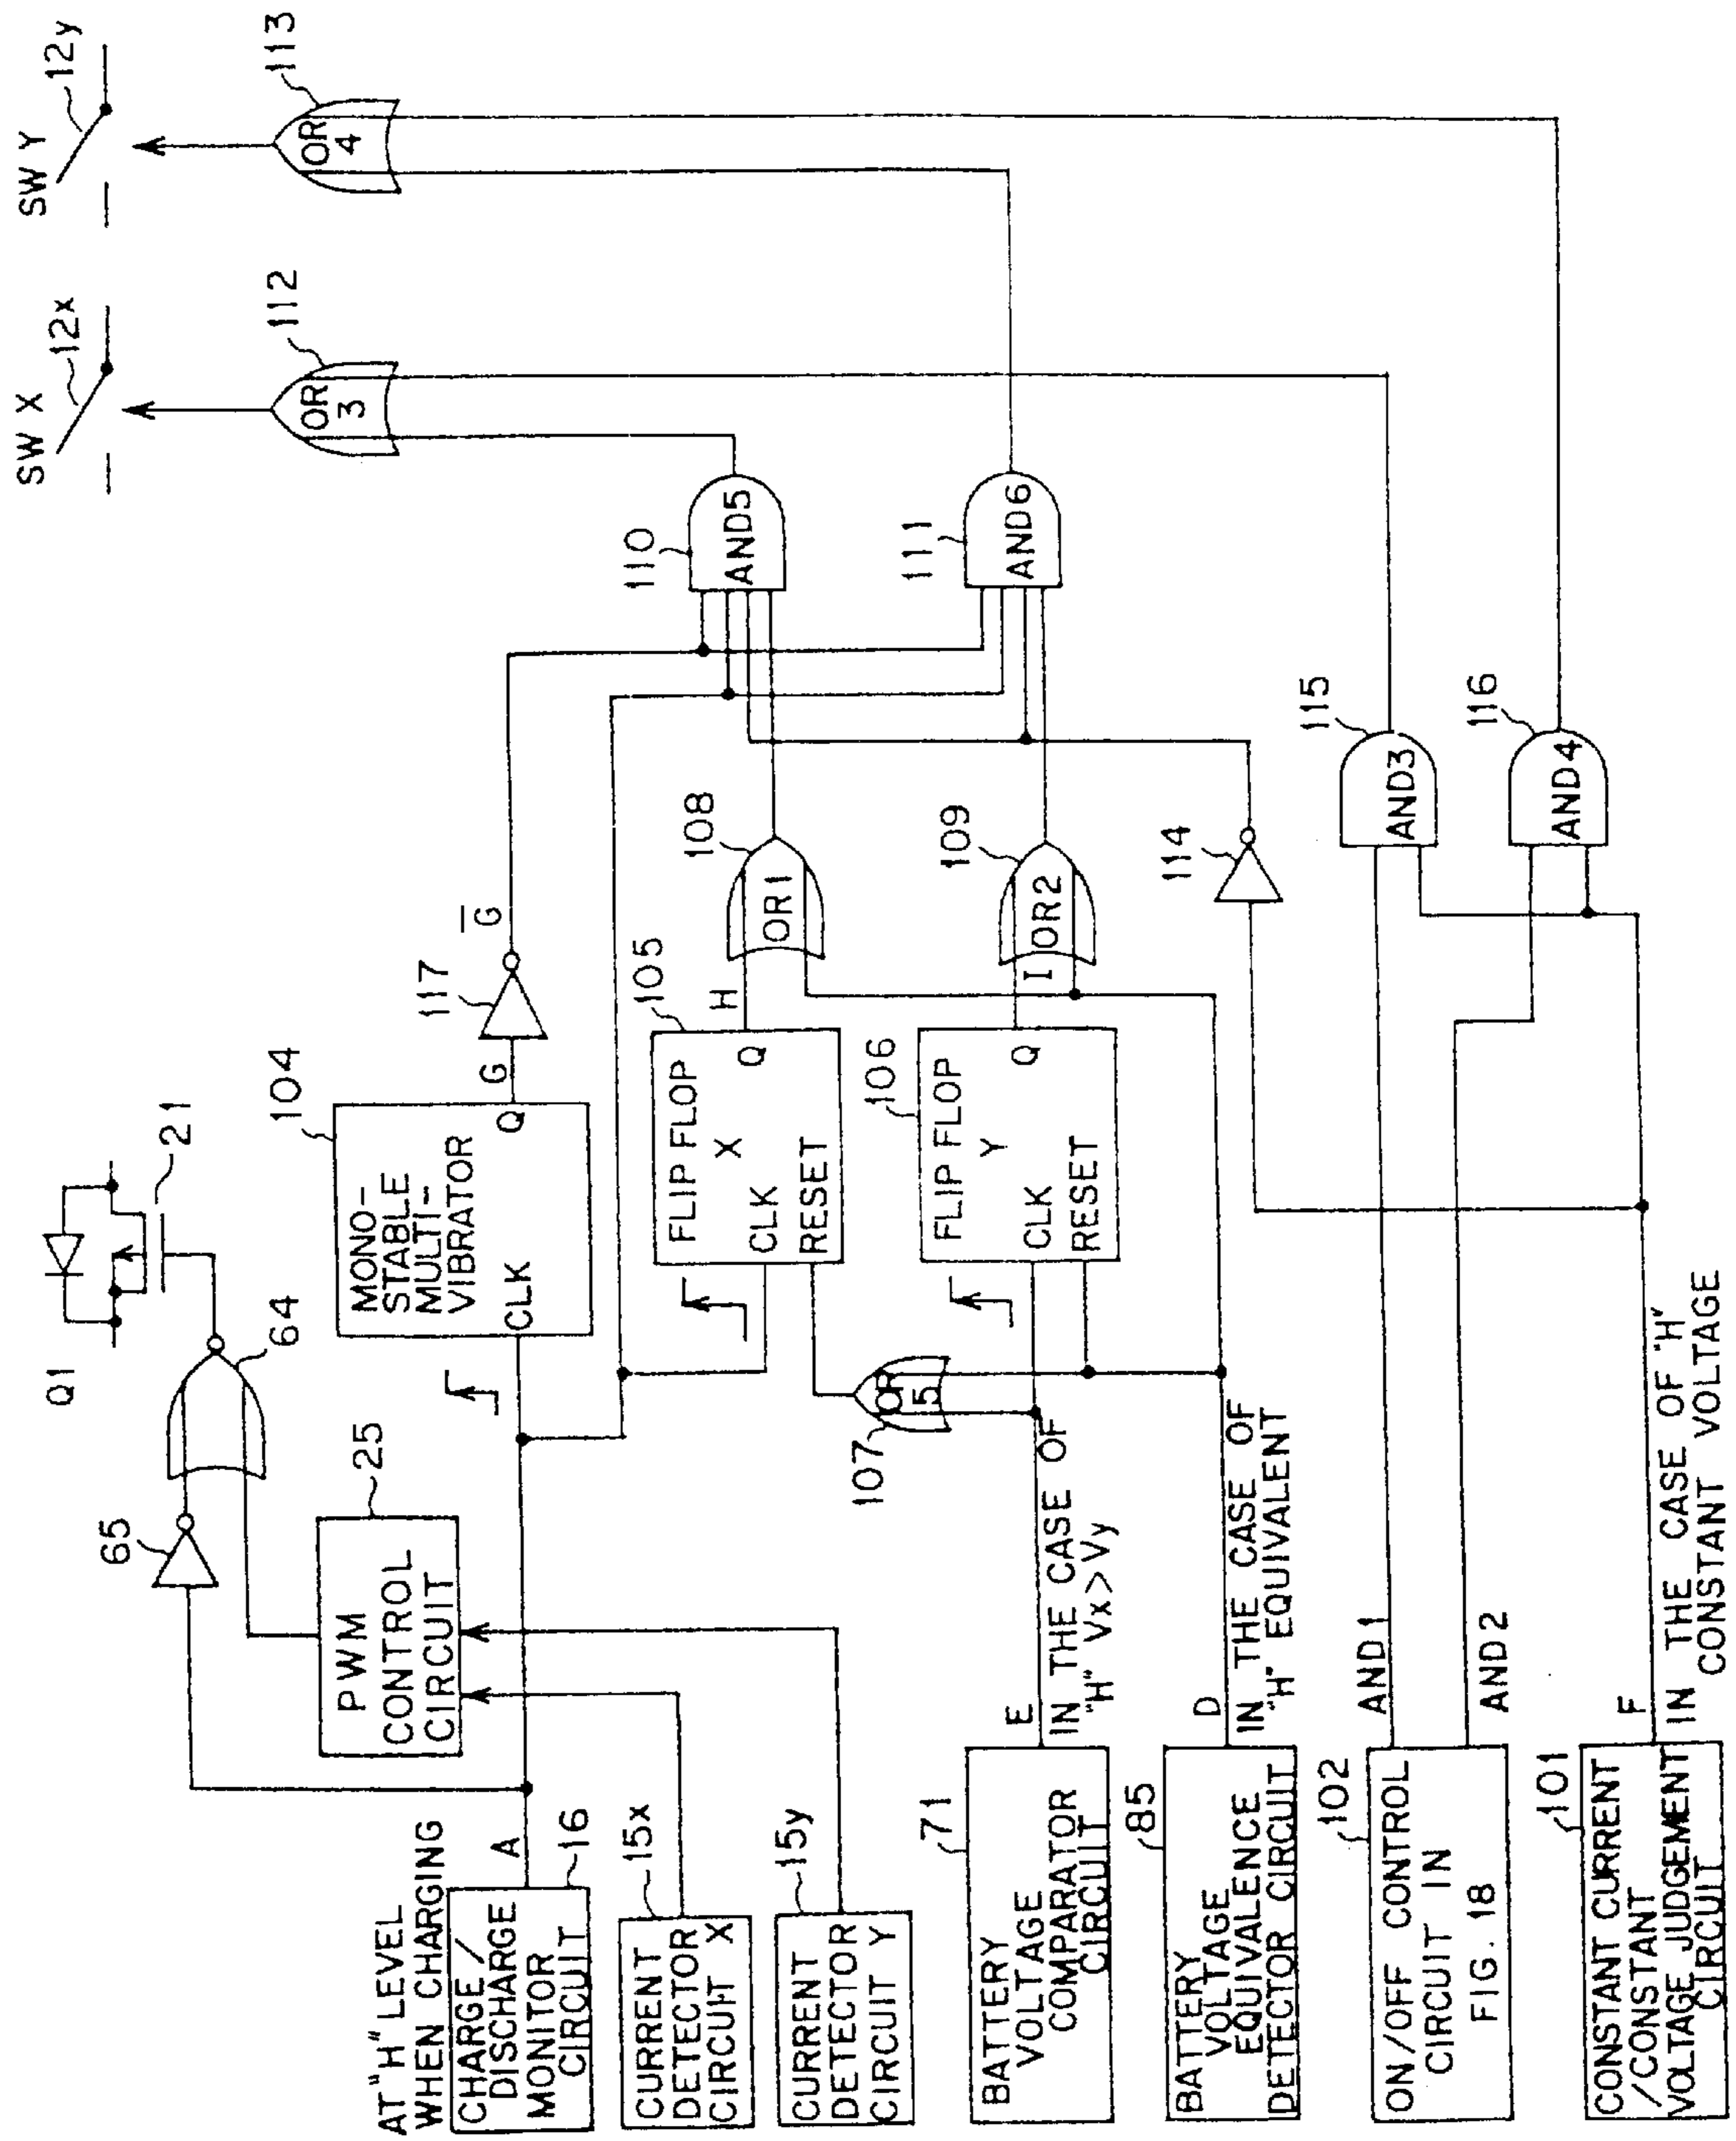 SW X
12x
SW Y
12y
112
OR
3
113
OR
4
Q1
21
64
65
25
PWM
CONTROL
CIRCUIT
104
MONO-
STABLE
MULTI-
VIBRATOR
CLK
Q
G
117
G̅
110
AND5
111
AND6
105
FLIP FLOP
X
CLK
RESET
Q
H
108
OR1
106
FLIP FLOP
Y
CLK
RESET
Q
I
109
OR2
107
OR
5
114
115
AND3
116
AND4
AT "H" LEVEL
WHEN CHARGING
CHARGE/
DISCHARGE
MONITOR
CIRCUIT
A
16
CURRENT
DETECTOR
CIRCUIT X
15x
CURRENT
DETECTOR
CIRCUIT Y
15y
BATTERY
VOLTAGE
COMPARATOR
CIRCUIT
71
E
IN THE CASE OF
"H" Vx>Vy
BATTERY
VOLTAGE
EQUIVALENCE
DETECTOR CIRCUIT
85
D
IN THE CASE OF
"H" EQUIVALENT
ON/OFF CONTROL
CIRCUIT IN
FIG. 18
102
AND1
AND2
CONSTANT CURRENT
/CONSTANT
VOLTAGE JUDGEMENT
CIRCUIT
101
F
IN THE CASE OF "H"
CONSTANT VOLTAGE